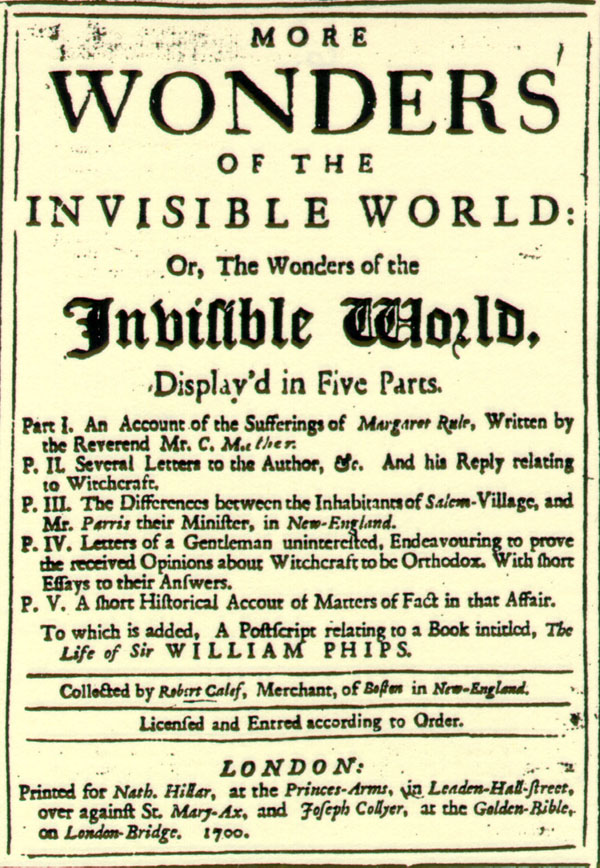 MORE
WONDERS
OF THE
INVISIBLE WORLD:
Or, The Wonders of the
Inviſible World,
Display'd in Five Parts.
Part I. An Account of the Sufferings of Margaret Rule, Written by
the Reverend Mr. C. Mather.
P. II. Several Letters to the Author, &c. And his Reply relating
to Witchcraft.
P. III. The Differences between the Inhabitants of Salem-Village, and
Mr. Parris their Miniſter, in New-England.
P. IV. Letters of a Gentleman unintereſted, Endeavouring to prove
the received Opinions about Witchcraft to be Orthodox. With ſhort
Eſſays to their Anſwers.
P. V. A ſhort Hiſtorical Accout of Matters of Fact in that Affair.
To which is added, A Poſtſcript relating to a Book intitled, The
Life of Sir WILLIAM PHIPS.
Collected by Robert Calef, Merchant, of Boſton in New-England.
Licenſed and Entred according to Order.
LONDON:
Printed for Nath. Hillar, at the Princes-Arms, in Leaden-Hall-ſtreet,
over againſt St. Mary-Ax, and Joſeph Collyer, at the Golden-Bible,
on London-Bridge. 1700.